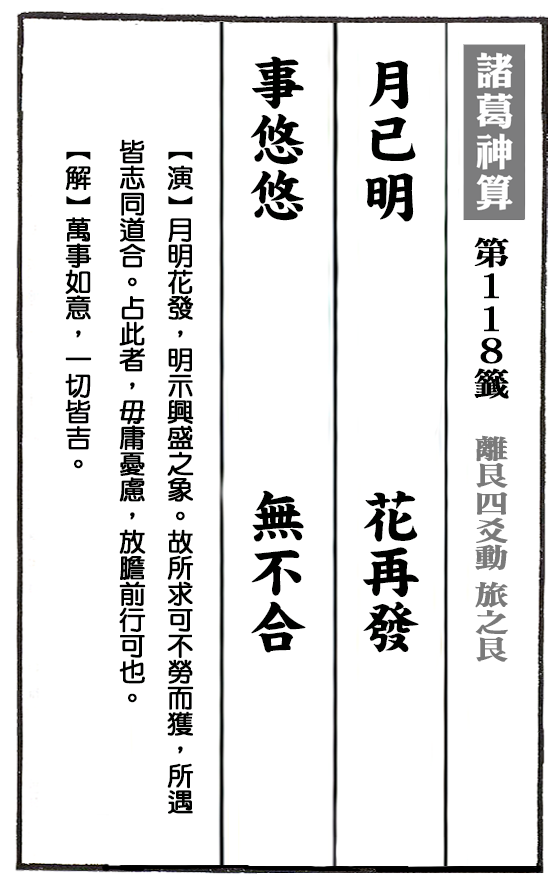 諸葛神算 第118籤 離艮四爻動 旅之艮
月已明 花再發
事悠悠 無不合
【演】月明花發，明示興盛之象。故所求可不勞而獲，所遇
皆志同道合。占此者，毋庸憂慮，放膽前行可也。
【解】萬事如意，一切皆吉。